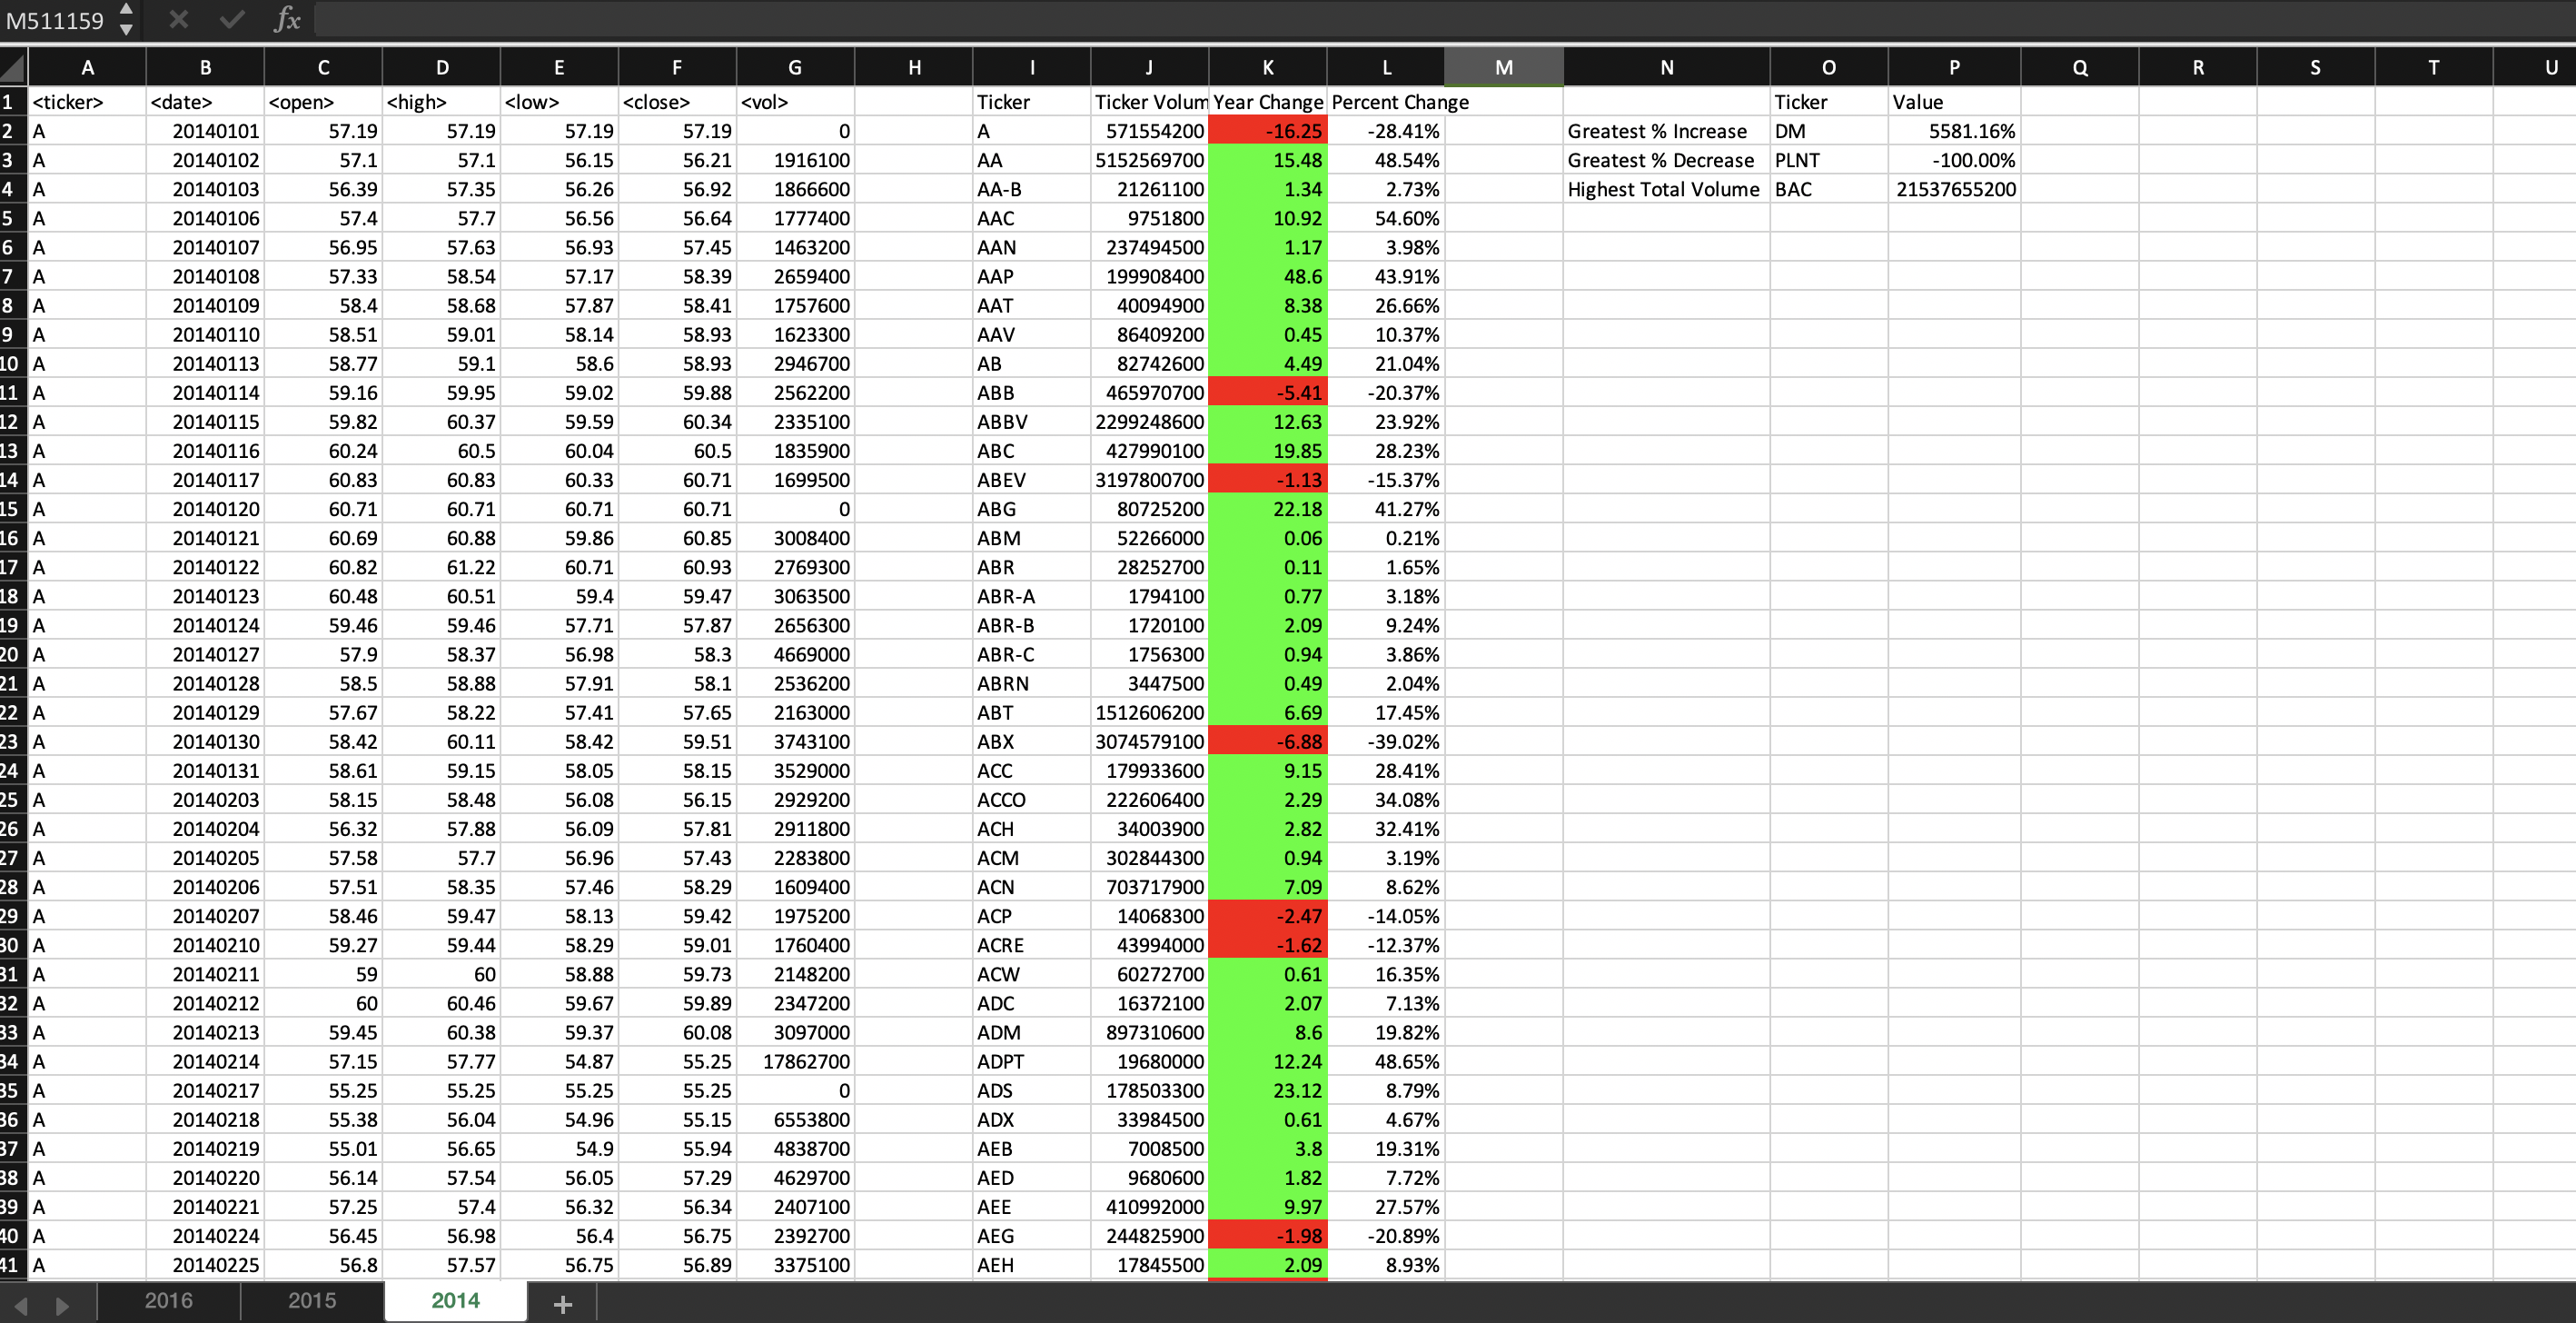 M511159 fx
A B C D E F G H I J K L M N O P Q R S T U
1 <ticker> <date> <open> <high> <low> <close> <vol> Ticker Ticker Volum Year Change Percent Change Ticker Value
2 A 20140101 57.19 57.19 57.19 57.19 0 A 571554200 -16.25 -28.41% Greatest % Increase DM 5581.16%
3 A 20140102 57.1 57.1 56.15 56.21 1916100 AA 5152569700 15.48 48.54% Greatest % Decrease PLNT -100.00%
4 A 20140103 56.39 57.35 56.26 56.92 1866600 AA-B 21261100 1.34 2.73% Highest Total Volume BAC 21537655200
5 A 20140106 57.4 57.7 56.56 56.64 1777400 AAC 9751800 10.92 54.60%
6 A 20140107 56.95 57.63 56.93 57.45 1463200 AAN 237494500 1.17 3.98%
7 A 20140108 57.33 58.54 57.17 58.39 2659400 AAP 199908400 48.6 43.91%
8 A 20140109 58.4 58.68 57.87 58.41 1757600 AAT 40094900 8.38 26.66%
9 A 20140110 58.51 59.01 58.14 58.93 1623300 AAV 86409200 0.45 10.37%
10 A 20140113 58.77 59.1 58.6 58.93 2946700 AB 82742600 4.49 21.04%
11 A 20140114 59.16 59.95 59.02 59.88 2562200 ABB 465970700 -5.41 -20.37%
12 A 20140115 59.82 60.37 59.59 60.34 2335100 ABBV 2299248600 12.63 23.92%
13 A 20140116 60.24 60.5 60.04 60.5 1835900 ABC 427990100 19.85 28.23%
14 A 20140117 60.83 60.83 60.33 60.71 1699500 ABEV 3197800700 -1.13 -15.37%
15 A 20140120 60.71 60.71 60.71 60.71 0 ABG 80725200 22.18 41.27%
16 A 20140121 60.69 60.88 59.86 60.85 3008400 ABM 52266000 0.06 0.21%
17 A 20140122 60.82 61.22 60.71 60.93 2769300 ABR 28252700 0.11 1.65%
18 A 20140123 60.48 60.51 59.4 59.47 3063500 ABR-A 1794100 0.77 3.18%
19 A 20140124 59.46 59.46 57.71 57.87 2656300 ABR-B 1720100 2.09 9.24%
20 A 20140127 57.9 58.37 56.98 58.3 4669000 ABR-C 1756300 0.94 3.86%
21 A 20140128 58.5 58.88 57.91 58.1 2536200 ABRN 3447500 0.49 2.04%
22 A 20140129 57.67 58.22 57.41 57.65 2163000 ABT 1512606200 6.69 17.45%
23 A 20140130 58.42 60.11 58.42 59.51 3743100 ABX 3074579100 -6.88 -39.02%
24 A 20140131 58.61 59.15 58.05 58.15 3529000 ACC 179933600 9.15 28.41%
25 A 20140203 58.15 58.48 56.08 56.15 2929200 ACCO 222606400 2.29 34.08%
26 A 20140204 56.32 57.88 56.09 57.81 2911800 ACH 34003900 2.82 32.41%
27 A 20140205 57.58 57.7 56.96 57.43 2283800 ACM 302844300 0.94 3.19%
28 A 20140206 57.51 58.35 57.46 58.29 1609400 ACN 703717900 7.09 8.62%
29 A 20140207 58.46 59.47 58.13 59.42 1975200 ACP 14068300 -2.47 -14.05%
30 A 20140210 59.27 59.44 58.29 59.01 1760400 ACRE 43994000 -1.62 -12.37%
31 A 20140211 59 60 58.88 59.73 2148200 ACW 60272700 0.61 16.35%
32 A 20140212 60 60.46 59.67 59.89 2347200 ADC 16372100 2.07 7.13%
33 A 20140213 59.45 60.38 59.37 60.08 3097000 ADM 897310600 8.6 19.82%
34 A 20140214 57.15 57.77 54.87 55.25 17862700 ADPT 19680000 12.24 48.65%
35 A 20140217 55.25 55.25 55.25 55.25 0 ADS 178503300 23.12 8.79%
36 A 20140218 55.38 56.04 54.96 55.15 6553800 ADX 33984500 0.61 4.67%
37 A 20140219 55.01 56.65 54.9 55.94 4838700 AEB 7008500 3.8 19.31%
38 A 20140220 56.14 57.54 56.05 57.29 4629700 AED 9680600 1.82 7.72%
39 A 20140221 57.25 57.4 56.32 56.34 2407100 AEE 410992000 9.97 27.57%
40 A 20140224 56.45 56.98 56.4 56.75 2392700 AEG 244825900 -1.98 -20.89%
41 A 20140225 56.8 57.57 56.75 56.89 3375100 AEH 17845500 2.09 8.93%
2016 2015 2014 +